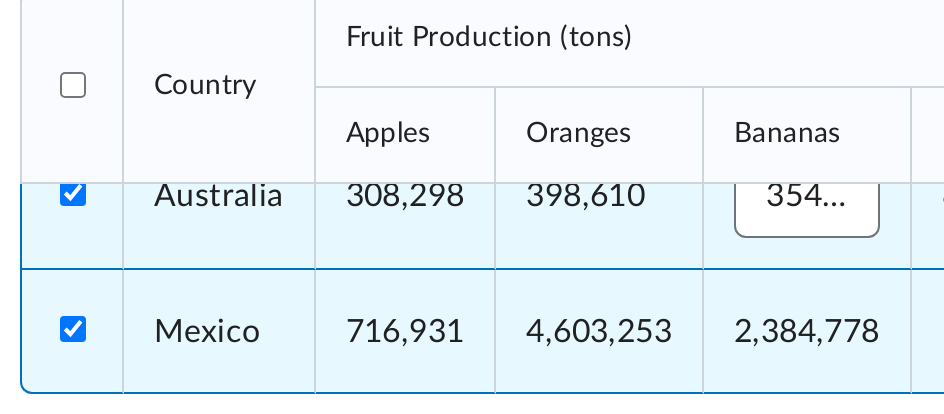 Fruit Production (tons)
Country
Apples Oranges Bananas
Australia 308,298 398,610 354...
Mexico 716,931 4,603,253 2,384,778